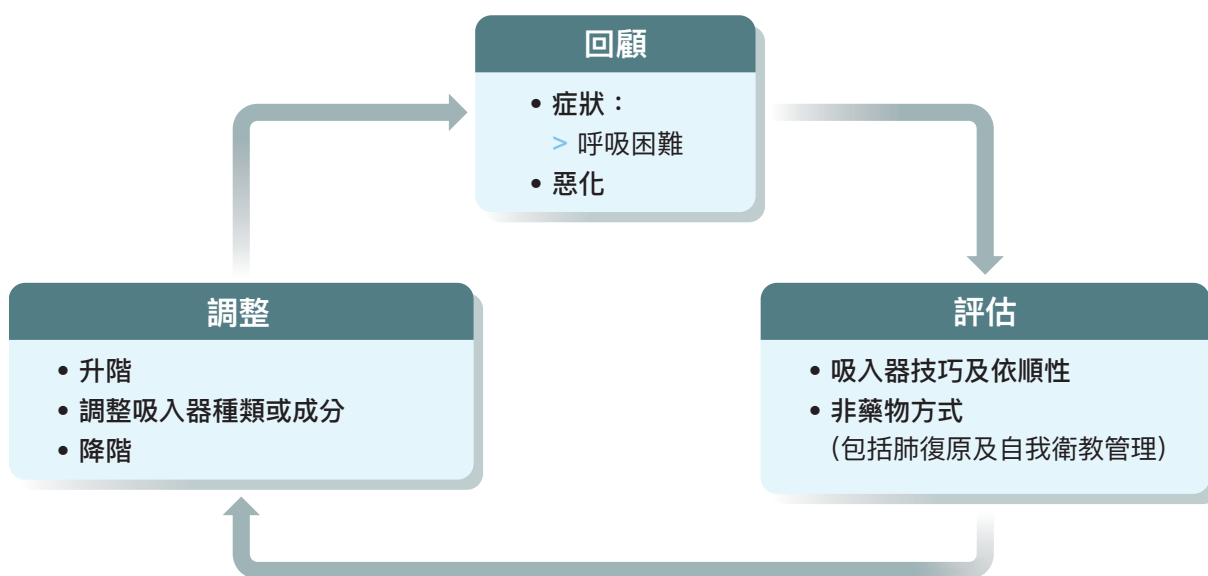 回顧
• 症狀：
> 呼吸困難
• 惡化
調整
• 升階
• 調整吸入器種類或成分
• 降階
評估
• 吸入器技巧及依順性
• 非藥物方式
（包括肺復原及自我衛教管理）